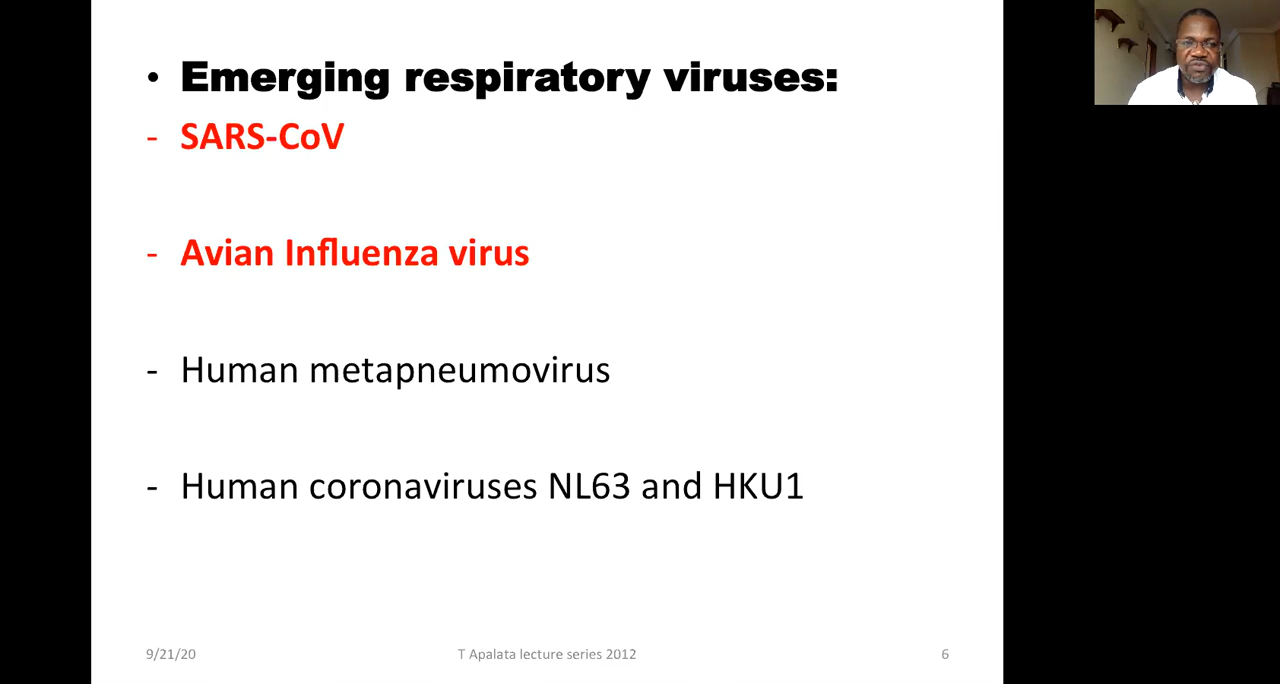 • Emerging respiratory viruses:
- SARS-CoV
- Avian Influenza virus
- Human metapneumovirus
- Human coronaviruses NL63 and HKU1
9/21/20 T Apalata lecture series 2012 6